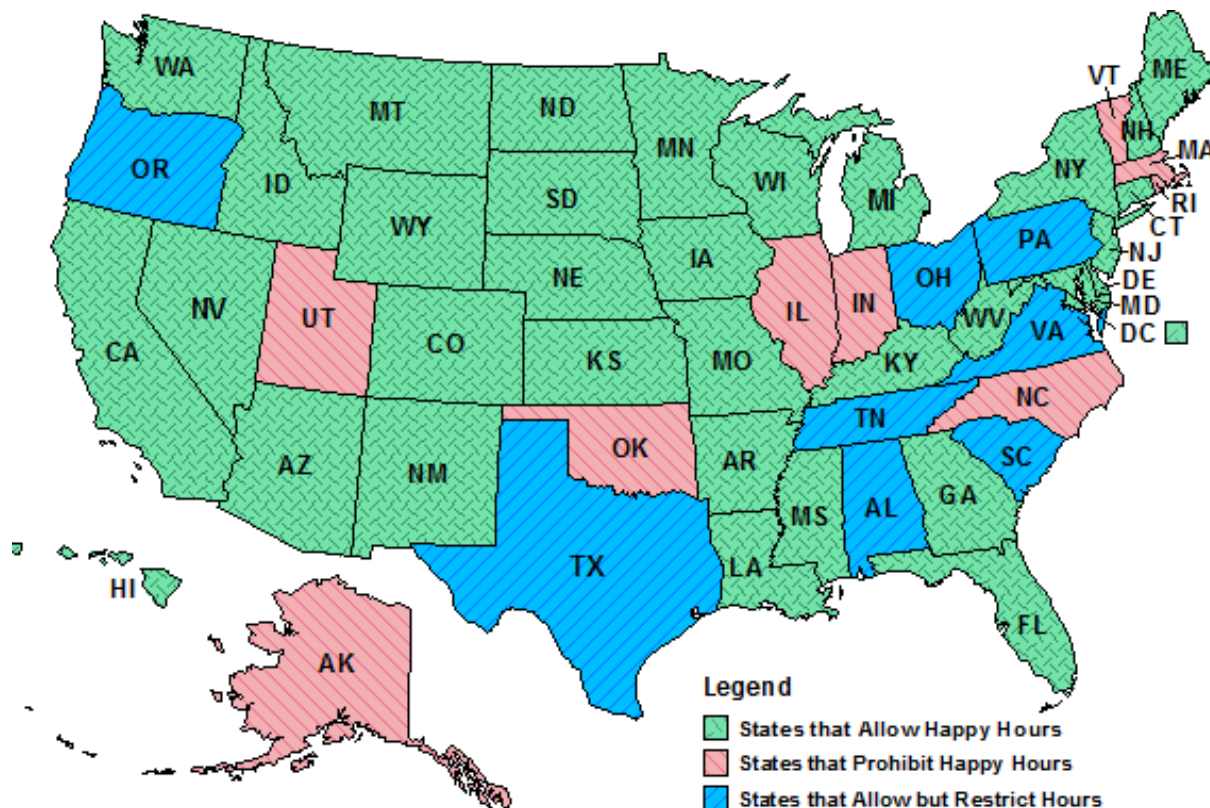 WA
MT
ND
MN
VT
ME
NH
OR
ID
SD
WI
MI
NY
MA
RI
CT
WY
IA
PA
NJ
NE
OH
DE
MD
DC
NV
UT
CO
IL
IN
WV
VA
CA
KS
MO
KY
NC
TN
AZ
NM
OK
AR
SC
MS
AL
GA
TX
LA
HI
FL
AK
Legend
States that Allow Happy Hours
States that Prohibit Happy Hours
States that Allow but Restrict Hours